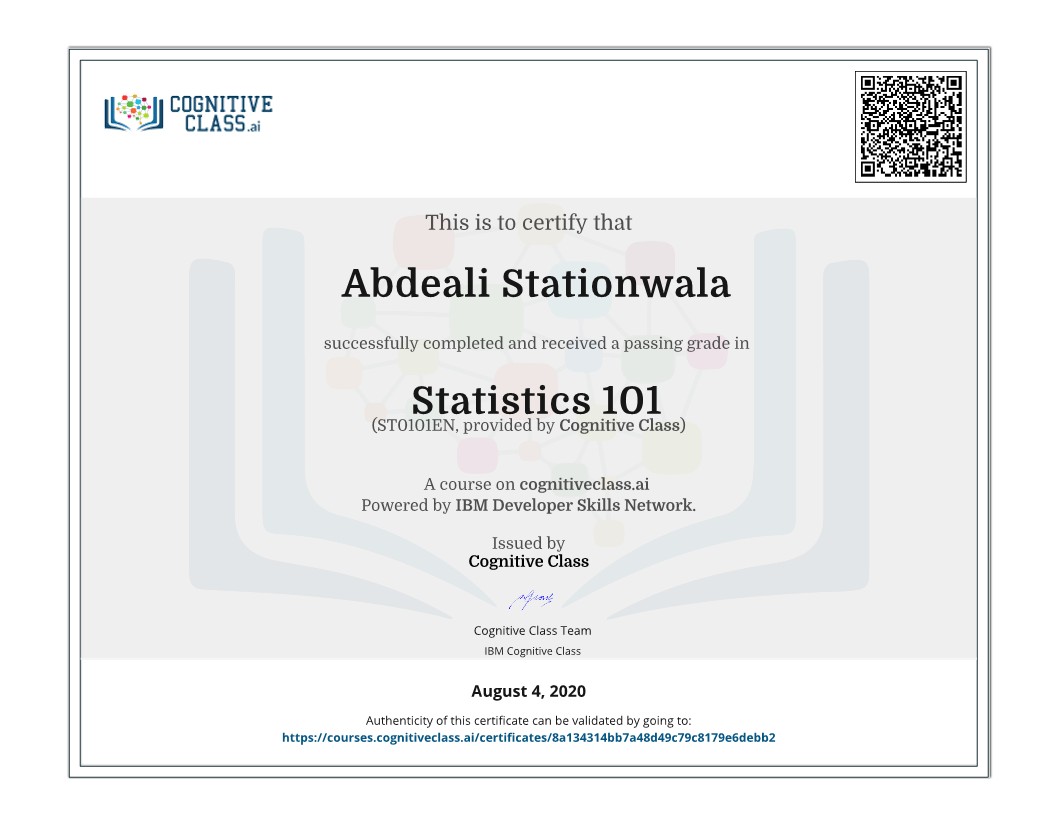 COGNITIVE
CLASS.ai
This is to certify that
Abdeali Stationwala
successfully completed and received a passing grade in
Statistics 101
(ST0101EN, provided by Cognitive Class)
A course on cognitiveclass.ai
Powered by IBM Developer Skills Network.
Issued by
Cognitive Class
Cognitive Class Team
IBM Cognitive Class
August 4, 2020
Authenticity of this certificate can be validated by going to:
https://courses.cognitiveclass.ai/certificates/8a134314bb7a48d49c79c8179e6debb2